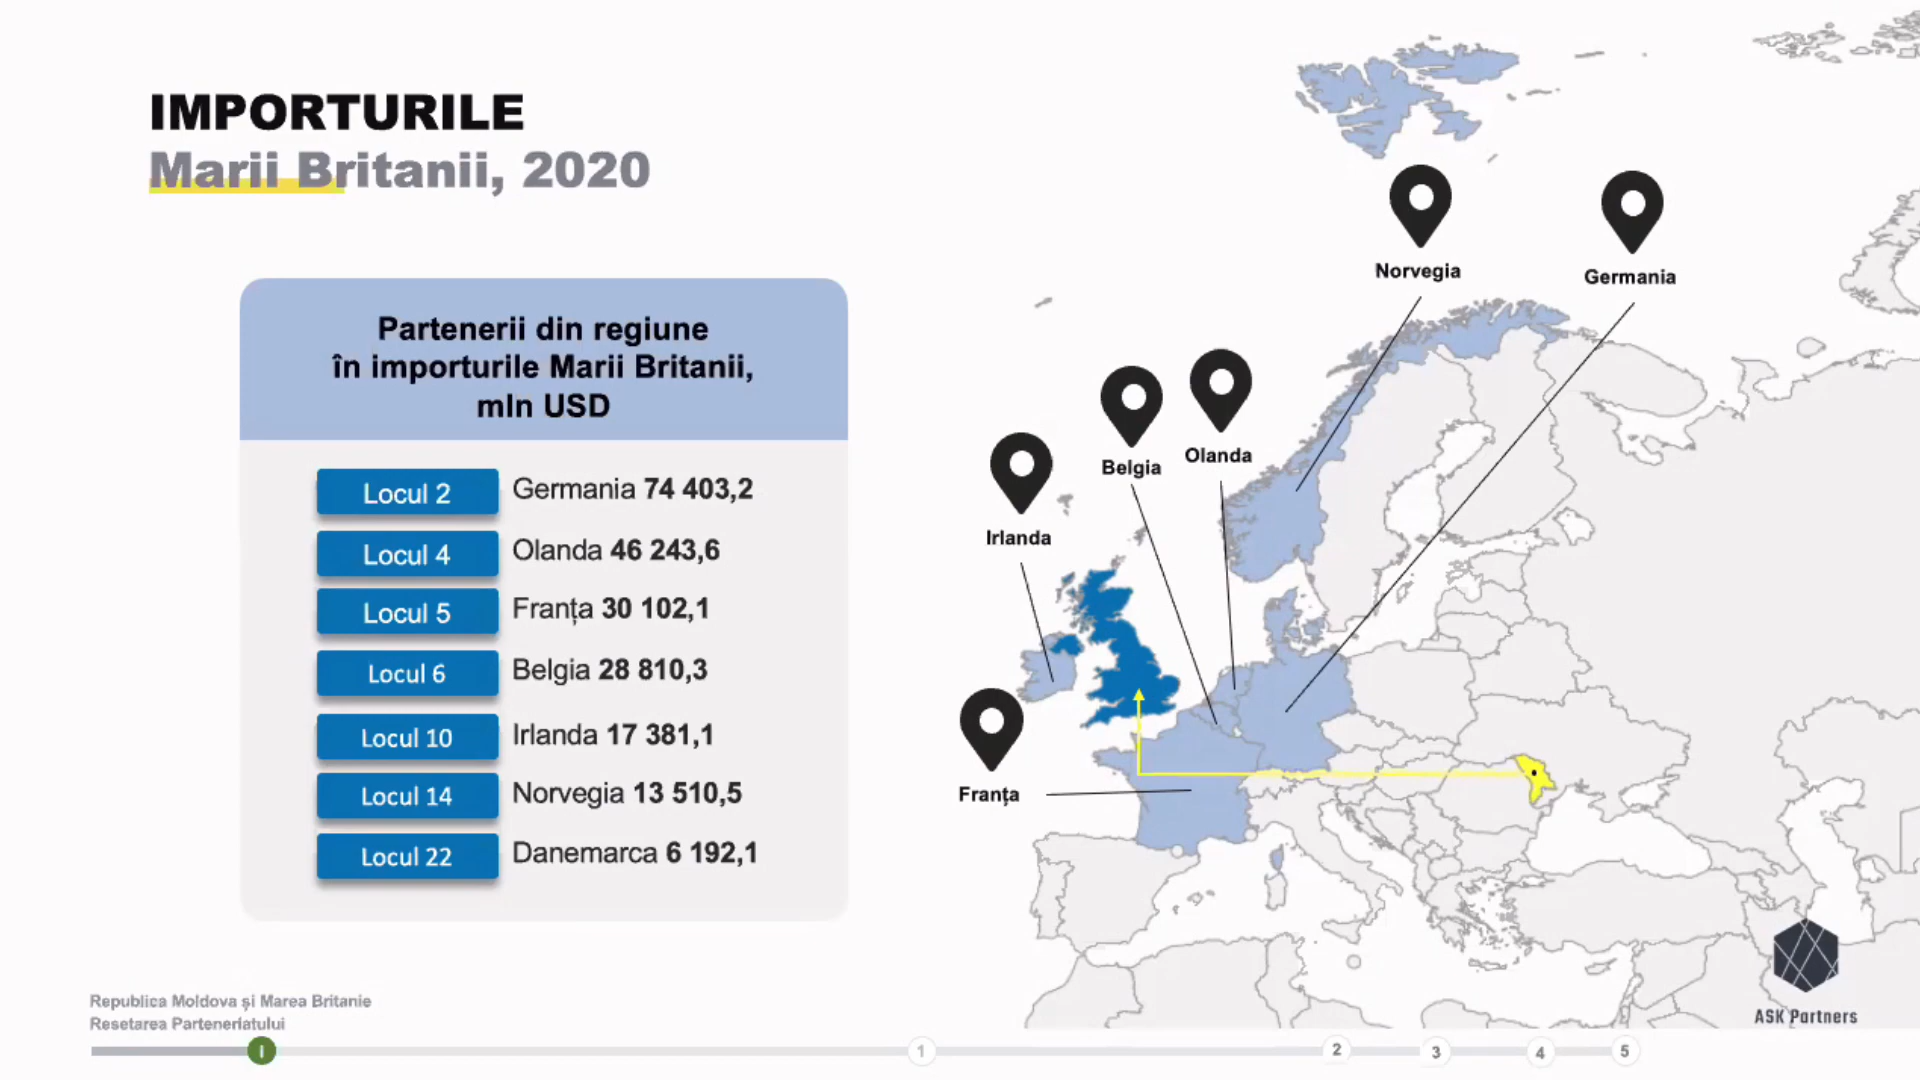 IMPORTURILE
Marii Britanii, 2020
Partenerii din regiune
în importurile Marii Britanii,
mln USD
Locul 2 Germania 74 403,2
Locul 4 Olanda 46 243,6
Locul 5 Franța 30 102,1
Locul 6 Belgia 28 810,3
Locul 10 Irlanda 17 381,1
Locul 14 Norvegia 13 510,5
Locul 22 Danemarca 6 192,1
Norvegia
Germania
Olanda
Belgia
Irlanda
Franța
ASK Partners
Republica Moldova și Marea Britanie
Resetarea Parteneriatului
I 1 2 3 4 5